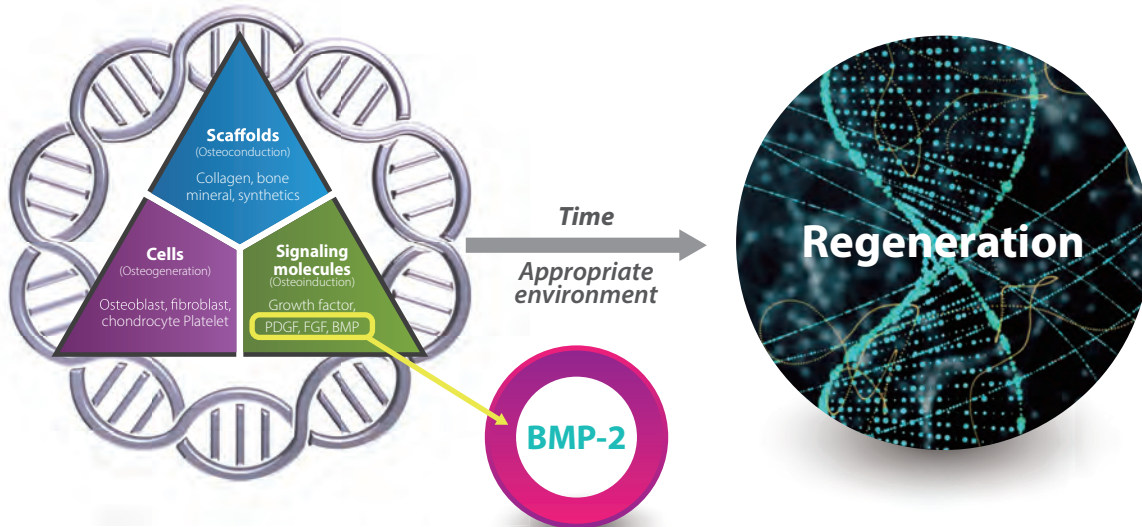 Scaffolds
(Osteoconduction)
Collagen, bone
mineral, synthetics
Cells
(Osteogeneration)
Osteoblast, fibroblast,
chondrocyte Platelet
Signaling
molecules
(Osteoinduction)
Growth factor,
PDGF, FGF, BMP
Time
Appropriate
environment
BMP-2
Regeneration